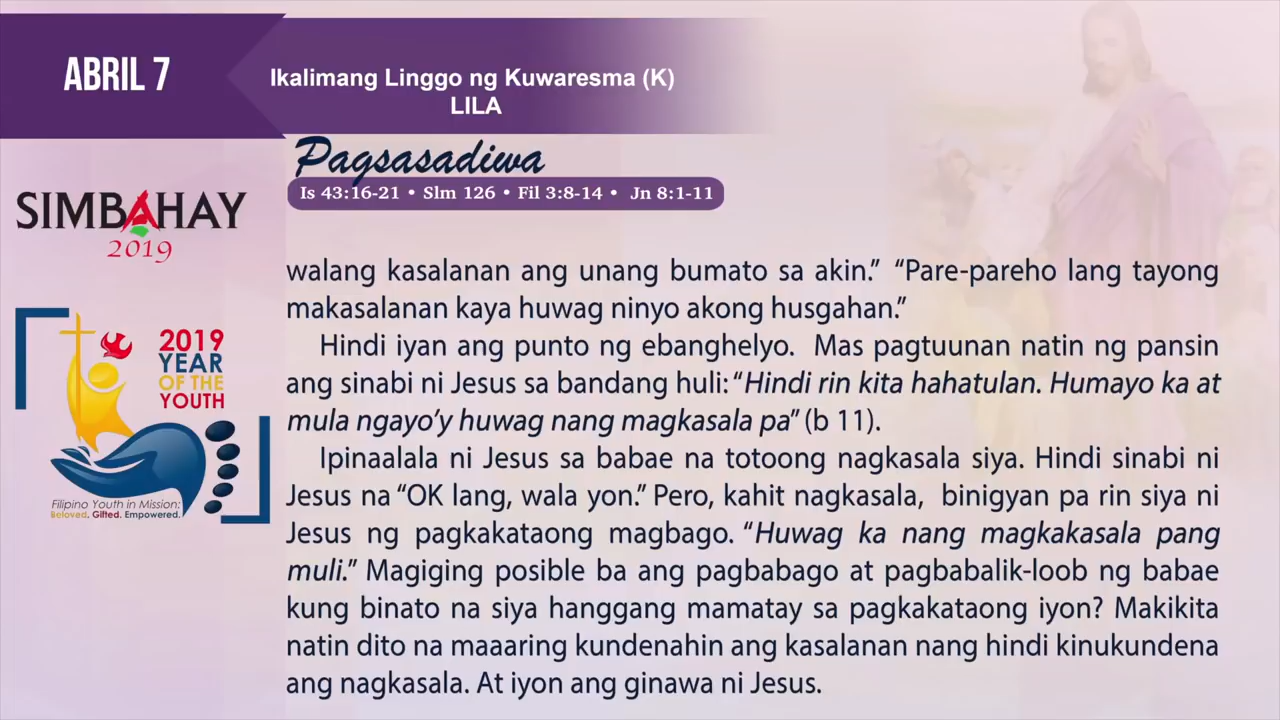 ABRIL 7
Ikalimang Linggo ng Kuwaresma (K)
LILA
Pagsasadiwa
Is 43:16-21 • Slm 126 • Fil 3:8-14 • Jn 8:1-11
SIMBAHAY
2019
2019
YEAR
OF THE
YOUTH
Filipino Youth in Mission:
Beloved. Gifted. Empowered.
walang kasalanan ang unang bumato sa akin.” “Pare-pareho lang tayong
makasalanan kaya huwag ninyo akong husgahan.”
Hindi iyan ang punto ng ebanghelyo. Mas pagtuunan natin ng pansin
ang sinabi ni Jesus sa bandang huli: “Hindi rin kita hahatulan. Humayo ka at
mula ngayo’y huwag nang magkasala pa” (b 11).
Ipinaalala ni Jesus sa babae na totoong nagkasala siya. Hindi sinabi ni
Jesus na “OK lang, wala yon.” Pero, kahit nagkasala, binigyan pa rin siya ni
Jesus ng pagkakataong magbago. “Huwag ka nang magkakasala pang
muli.” Magiging posible ba ang pagbabago at pagbabalik-loob ng babae
kung binato na siya hanggang mamatay sa pagkakataong iyon? Makikita
natin dito na maaaring kundenahin ang kasalanan nang hindi kinukundena
ang nagkasala. At iyon ang ginawa ni Jesus.